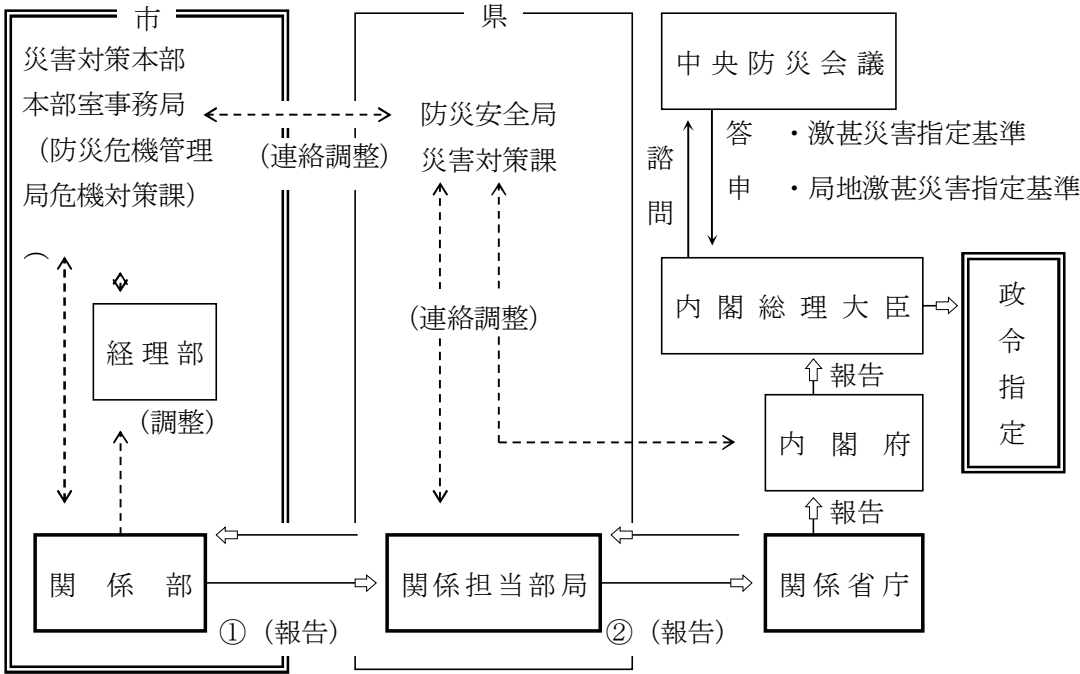 市
災害対策本部
本部室事務局
（防災危機管理
局危機対策課）
(連絡調整)
経理部
(調整)
関係部
①（報告）
県
防災安全局
災害対策課
(連絡調整)
関係担当部局
②（報告）
中央防災会議
諮問
答申
・激甚災害指定基準
・局地激甚災害指定基準
内閣総理大臣
政令指定
報告
内閣府
報告
関係省庁